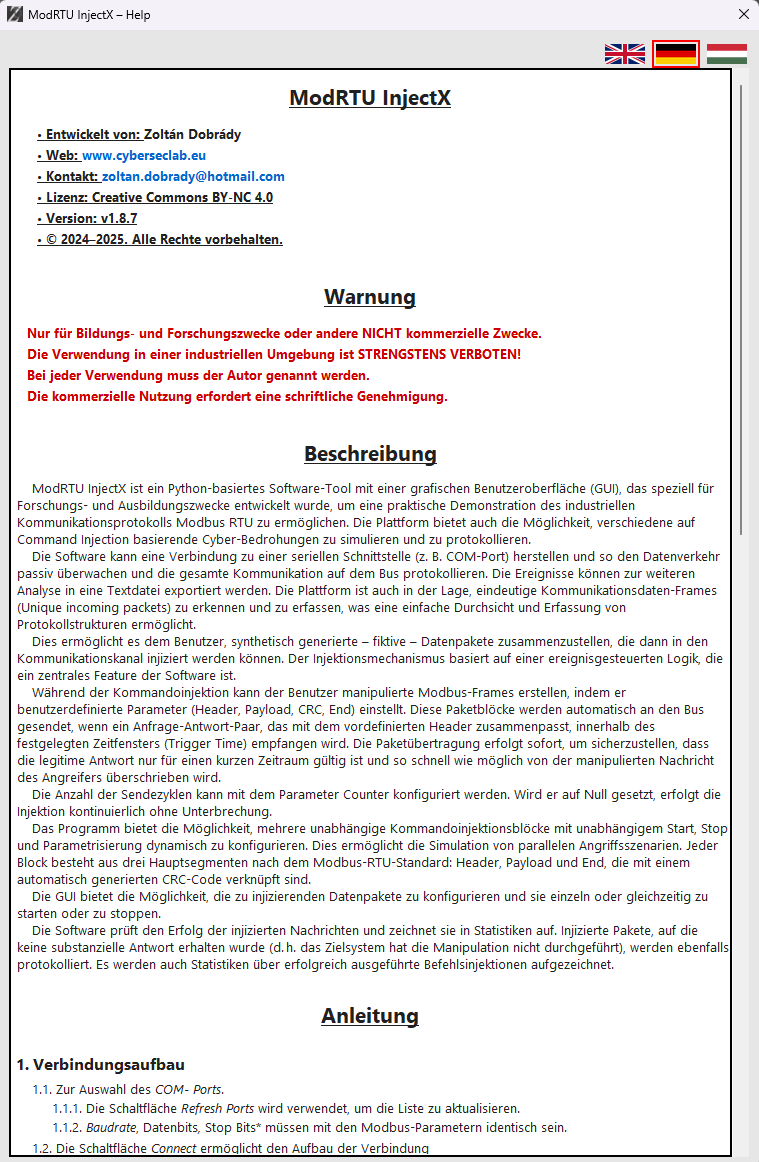 ModRTU InjectX – Help
ModRTU InjectX
• Entwickelt von: Zoltán Dobrády
• Web: www.cyberseclab.eu
• Kontakt: zoltan.dobrady@hotmail.com
• Lizenz: Creative Commons BY-NC 4.0
• Version: v1.8.7
• © 2024–2025. Alle Rechte vorbehalten.
Warnung
Nur für Bildungs- und Forschungszwecke oder andere NICHT kommerzielle Zwecke.
Die Verwendung in einer industriellen Umgebung ist STRENGSTENS VERBOTEN!
Bei jeder Verwendung muss der Autor genannt werden.
Die kommerzielle Nutzung erfordert eine schriftliche Genehmigung.
Beschreibung
ModRTU InjectX ist ein Python-basiertes Software-Tool mit einer grafischen Benutzeroberfläche (GUI), das speziell für
Forschungs- und Ausbildungszwecke entwickelt wurde, um eine praktische Demonstration des industriellen
Kommunikationsprotokolls Modbus RTU zu ermöglichen. Die Plattform bietet auch die Möglichkeit, verschiedene auf
Command Injection basierende Cyber-Bedrohungen zu simulieren und zu protokollieren.
Die Software kann eine Verbindung zu einer seriellen Schnittstelle (z. B. COM-Port) herstellen und so den Datenverkehr
passiv überwachen und die gesamte Kommunikation auf dem Bus protokollieren. Die Ereignisse können zur weiteren
Analyse in eine Textdatei exportiert werden. Die Plattform ist auch in der Lage, eindeutige Kommunikationsdaten-Frames
(Unique incoming packets) zu erkennen und zu erfassen, was eine einfache Durchsicht und Erfassung von
Protokollstrukturen ermöglicht.
Dies ermöglicht es dem Benutzer, synthetisch generierte – fiktive – Datenpakete zusammenzustellen, die dann in den
Kommunikationskanal injiziert werden können. Der Injektionsmechanismus basiert auf einer ereignisgesteuerten Logik, die
ein zentrales Feature der Software ist.
Während der Kommandoinjektion kann der Benutzer manipulierte Modbus-Frames erstellen, indem er
benutzerdefinierte Parameter (Header, Payload, CRC, End) einstellt. Diese Paketblöcke werden automatisch an den Bus
gesendet, wenn ein Anfrage-Antwort-Paar, das mit dem vordefinierten Header zusammenpasst, innerhalb des
festgelegten Zeitfensters (Trigger Time) empfangen wird. Die Paketübertragung erfolgt sofort, um sicherzustellen, dass
die legitime Antwort nur für einen kurzen Zeitraum gültig ist und so schnell wie möglich von der manipulierten Nachricht
des Angreifers überschrieben wird.
Die Anzahl der Sendezyklen kann mit dem Parameter Counter konfiguriert werden. Wird er auf Null gesetzt, erfolgt die
Injektion kontinuierlich ohne Unterbrechung.
Das Programm bietet die Möglichkeit, mehrere unabhängige Kommandoinjektionsblöcke mit unabhängigem Start, Stop
und Parametrisierung dynamisch zu konfigurieren. Dies ermöglicht die Simulation von parallelen Angriffsszenarien. Jeder
Block besteht aus drei Hauptsegmenten nach dem Modbus-RTU-Standard: Header, Payload und End, die mit einem
automatisch generierten CRC-Code verknüpft sind.
Die GUI bietet die Möglichkeit, die zu injizierenden Datenpakete zu konfigurieren und sie einzeln oder gleichzeitig zu
starten oder zu stoppen.
Die Software prüft den Erfolg der injizierten Nachrichten und zeichnet sie in Statistiken auf. Injizierte Pakete, auf die
keine substanzielle Antwort erhalten wurde (d. h. das Zielsystem hat die Manipulation nicht durchgeführt), werden ebenfalls
protokolliert. Es werden auch Statistiken über erfolgreich ausgeführte Befehlsinjektionen aufgezeichnet.
Anleitung
1. Verbindungsaufbau
1.1. Zur Auswahl des COM- Ports.
1.1.1. Die Schaltfläche Refresh Ports wird verwendet, um die Liste zu aktualisieren.
1.1.2. Baudrate, Datenbits, Stop Bits* müssen mit den Modbus-Parametern identisch sein.
1.2. Die Schaltfläche Connect ermöglicht den Aufbau der Verbindung